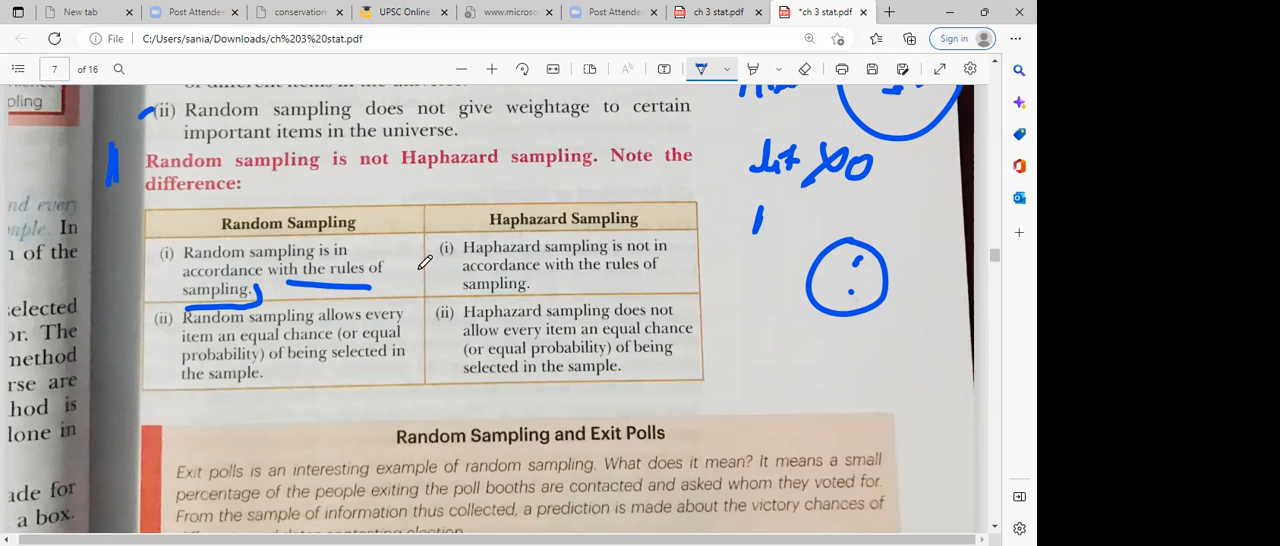 New tab
Post Attende
conservation
UPSC Online
www.micros
Post Attende
ch 3 stat.pdf
*ch 3 stat.pdf
File
C:/Users/sania/Downloads/ch%203%20stat.pdf
Sign in
7 of 16
pling
(ii) Random sampling does not give weightage to certain
important items in the universe.
Random sampling is not Haphazard sampling. Note the
difference:
nd every
mple. In
n of the
selected
or. The
method
rse are
hod is
lone in
ade for
a box.
Random Sampling
Haphazard Sampling
(i) Random sampling is in
accordance with the rules of
sampling.
(i) Haphazard sampling is not in
accordance with the rules of
sampling.
(ii) Random sampling allows every
item an equal chance (or equal
probability) of being selected in
the sample.
(ii) Haphazard sampling does not
allow every item an equal chance
(or equal probability) of being
selected in the sample.
Random Sampling and Exit Polls
Exit polls is an interesting example of random sampling. What does it mean? It means a small
percentage of the people exiting the poll booths are contacted and asked whom they voted for.
From the sample of information thus collected, a prediction is made about the victory chances of